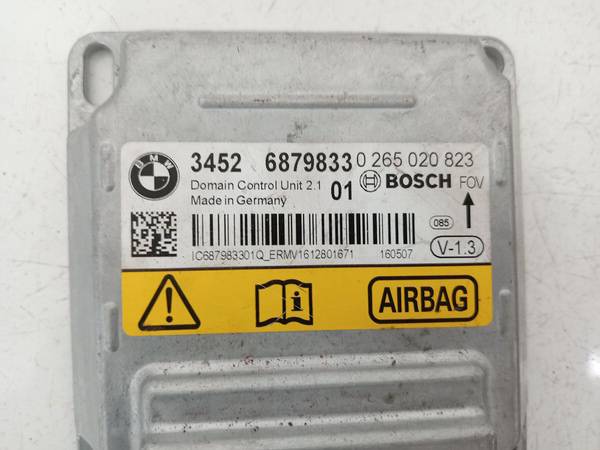 BMW
3452 6879833 0 265 020 823
Domain Control Unit 2.1 01 BOSCH FOV
Made in Germany
085
V-1.3
IC687983301Q_ERMV1612801671 160507
AIRBAG